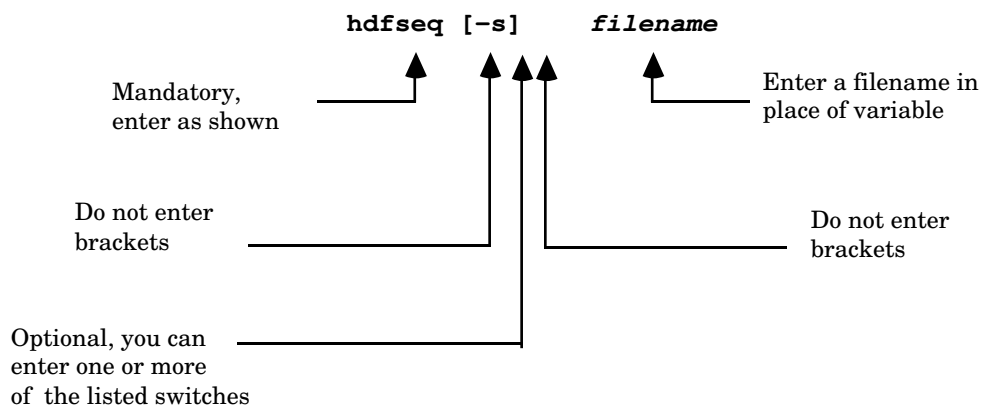 hdfseq [–s] filename
Mandatory,
enter as shown
Enter a filename in
place of variable
Do not enter
brackets
Do not enter
brackets
Optional, you can
enter one or more
of the listed switches